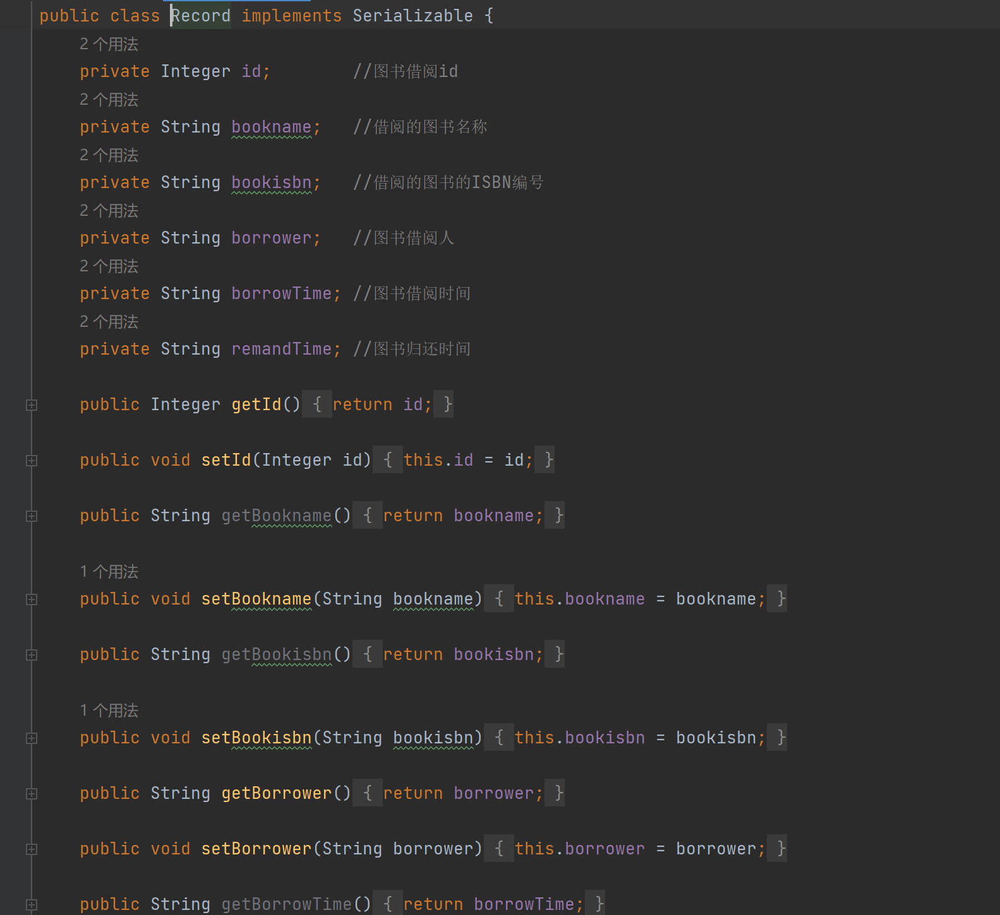 public class Record implements Serializable {
2 个用法
private Integer id; //图书借阅id
2 个用法
private String bookname; //借阅的图书名称
2 个用法
private String bookisbn; //借阅的图书的ISBN编号
2 个用法
private String borrower; //图书借阅人
2 个用法
private String borrowTime; //图书借阅时间
2 个用法
private String remandTime; //图书归还时间
public Integer getId() { return id; }
public void setId(Integer id) { this.id = id; }
public String getBookname() { return bookname; }
1 个用法
public void setBookname(String bookname) { this.bookname = bookname; }
public String getBookisbn() { return bookisbn; }
1 个用法
public void setBookisbn(String bookisbn) { this.bookisbn = bookisbn; }
public String getBorrower() { return borrower; }
public void setBorrower(String borrower) { this.borrower = borrower; }
public String getBorrowTime() { return borrowTime; }